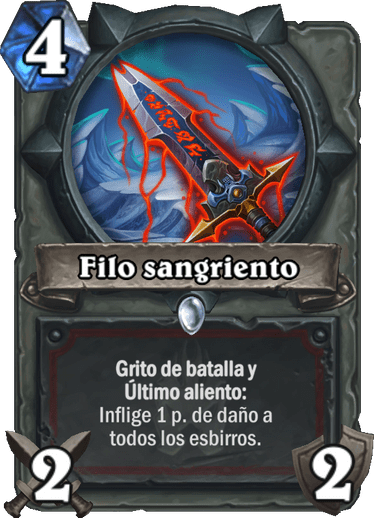 4
Filo sangriento
Grito de batalla y
Último aliento:
Inflige 1 p. de daño a
todos los esbirros.
2
2